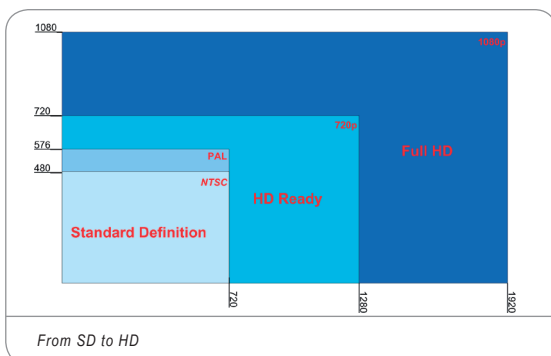 1080
1080p
720
720p
Full HD
576
PAL
480
NTSC
HD Ready
Standard Definition
720
1280
1920
From SD to HD